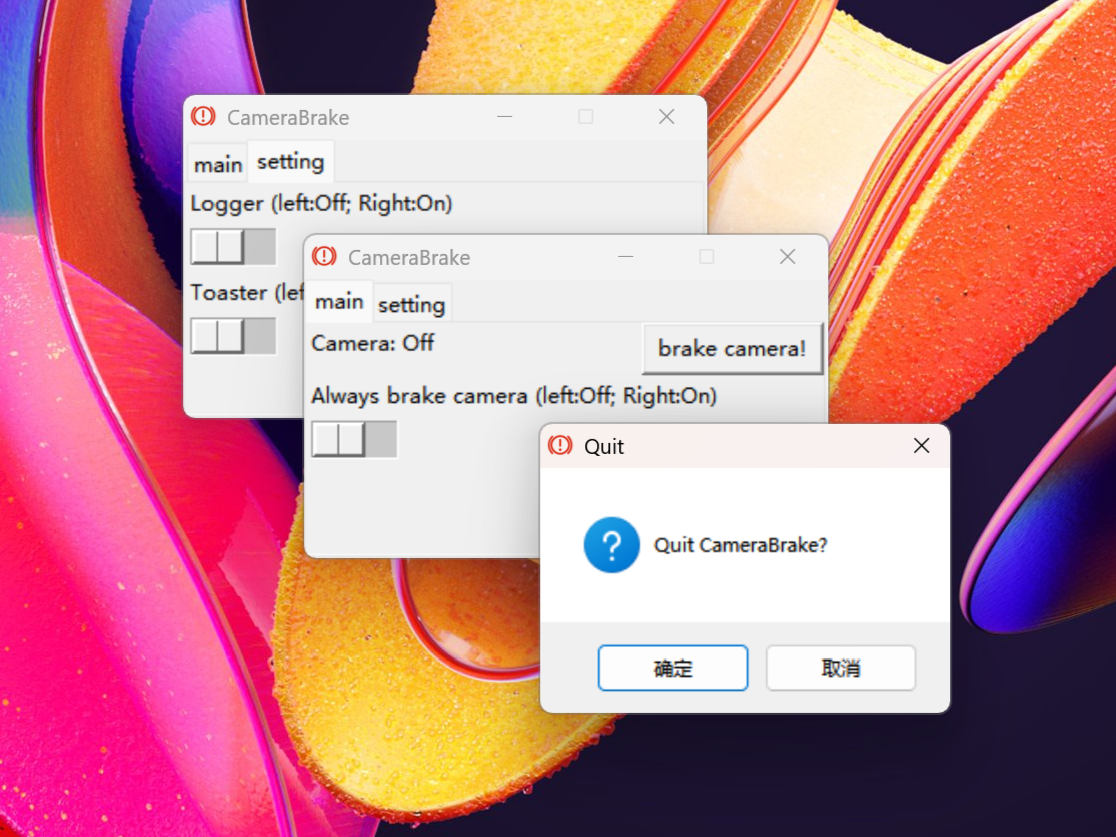 CameraBrake
main setting
Logger (left:Off; Right:On)
Toaster (lef
CameraBrake
main setting
Camera: Off
brake camera!
Always brake camera (left:Off; Right:On)
Quit
Quit CameraBrake?
确定
取消